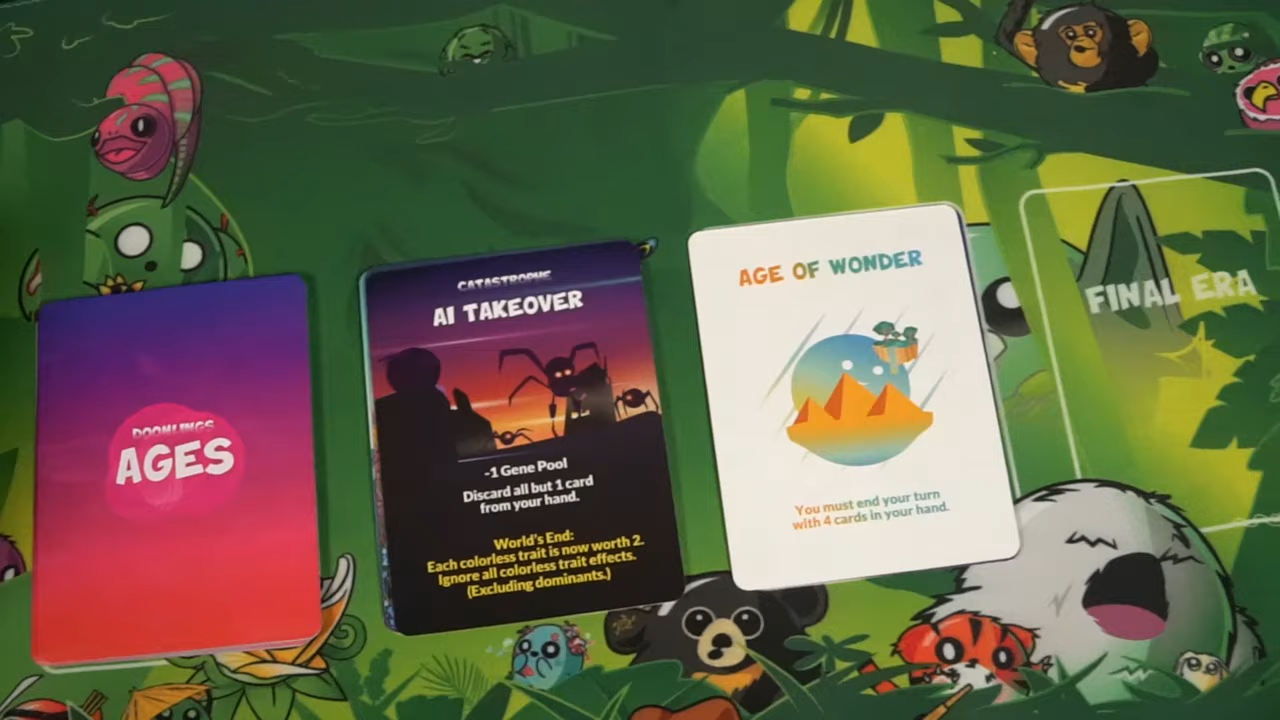 DOONLINGS
AGES
CATASTROPHE
AI TAKEOVER
-1 Gene Pool
Discard all but 1 card
from your hand.
World's End:
Each colorless trait is now worth 2.
Ignore all colorless trait effects.
(Excluding dominants.)
AGE OF WONDER
You must end your turn
with 4 cards in your hand.
FINAL ERA